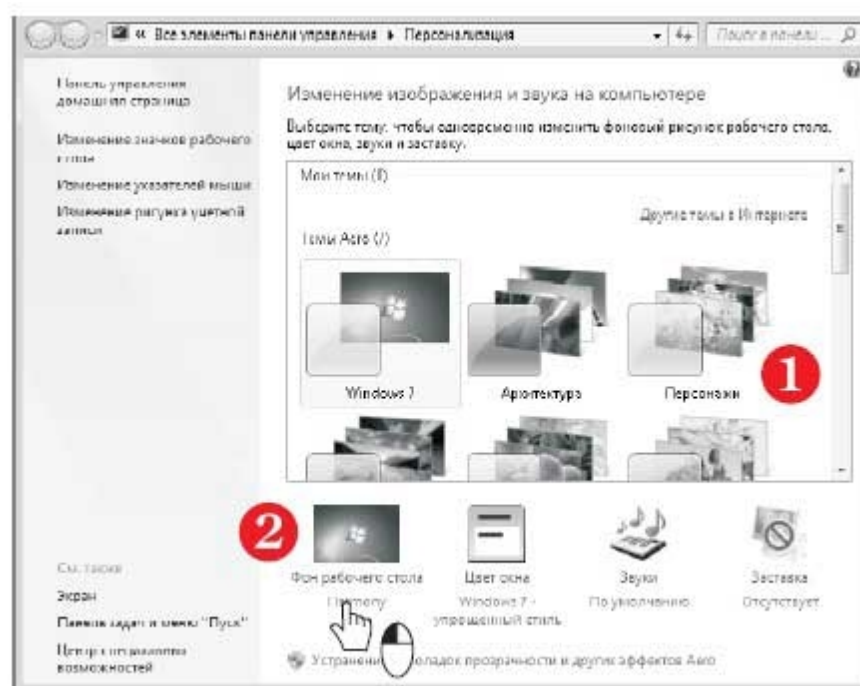 « Все элементы панели управления ▸ Персонализация
Поиск в панели ...
Панель управления
домашняя страница
Изменение значков рабочего
стола
Изменение указателей мыши
Изменение рисунка учетной
записи
См. также
Экран
Панель задач и меню "Пуск"
Центр специальных
возможностей
Изменение изображения и звука на компьютере
Выберите тему, чтобы одновременно изменить фоновый рисунок рабочего стола,
цвет окна, звуки и заставку.
Мои темы
Другие темы в Интернете
Темы Aero (7)
Windows 7
Архитектура
Персонажи
1
2
Фон рабочего стола
Harmony
Цвет окна
Windows 7 -
упрощенный стиль
Звуки
По умолчанию
Заставка
Отсутствует
прозрачности и других эффектов Aero